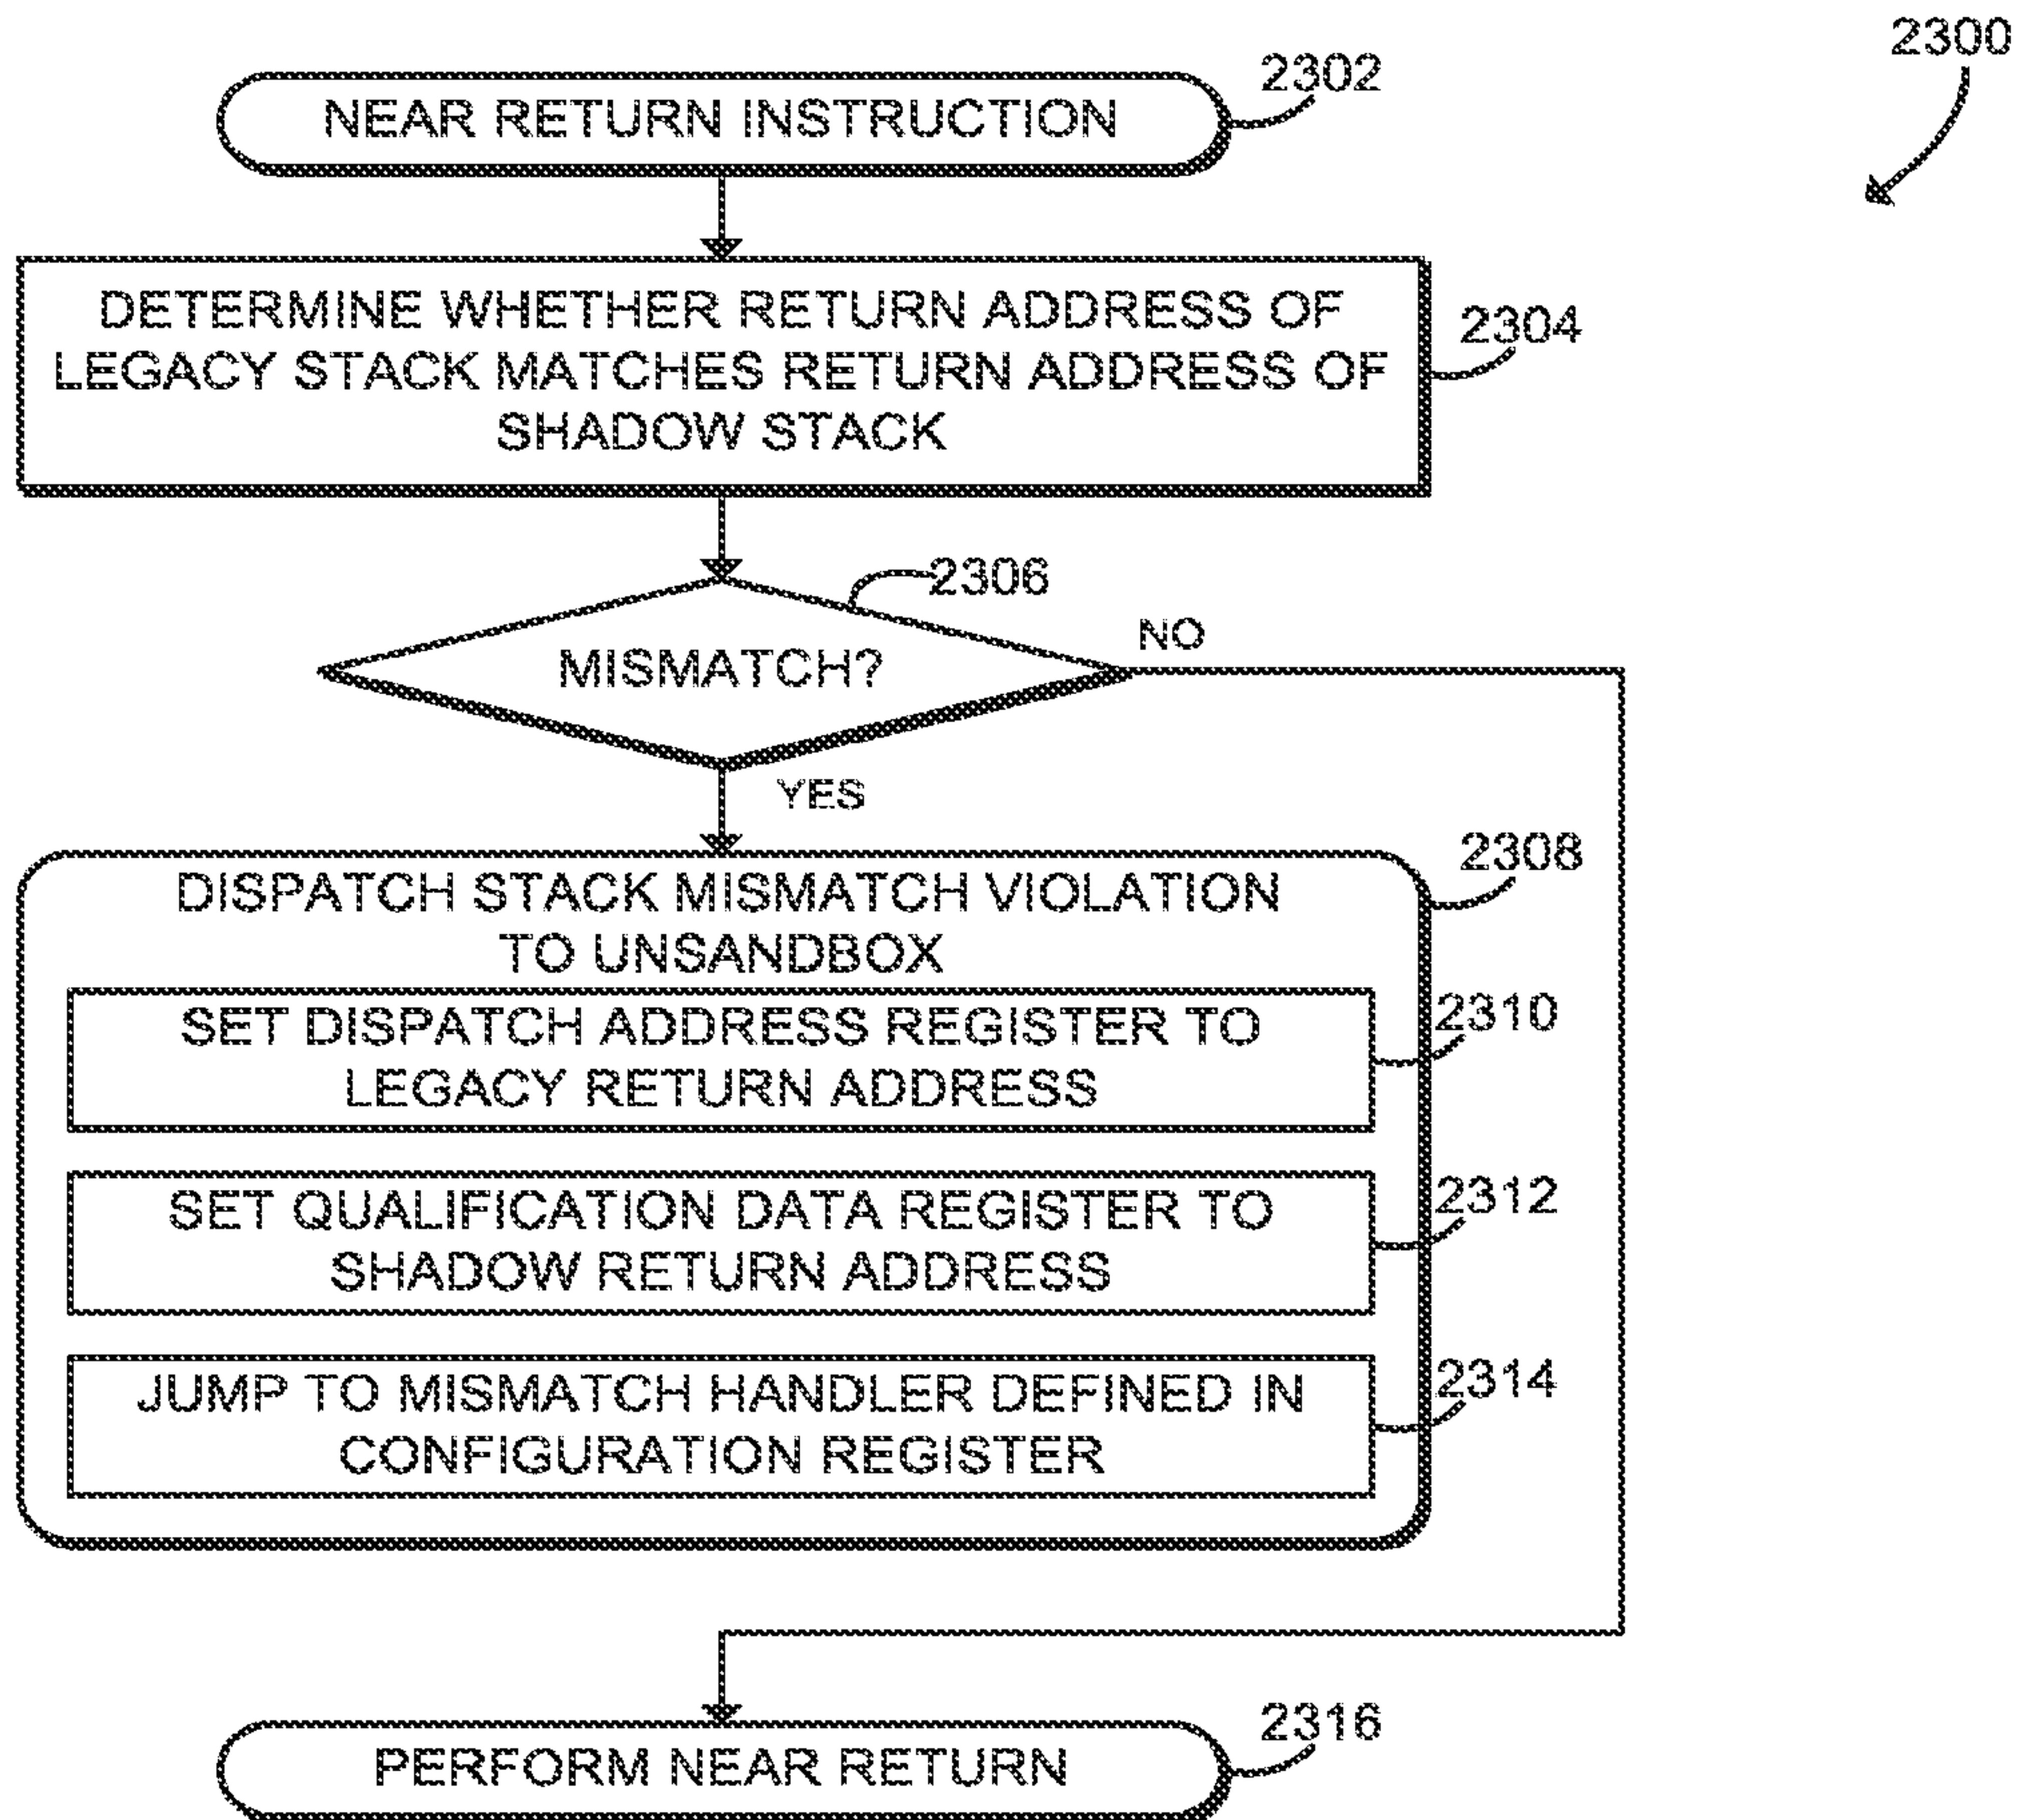 2300
NEAR RETURN INSTRUCTION
2302
DETERMINE WHETHER RETURN ADDRESS OF
LEGACY STACK MATCHES RETURN ADDRESS OF
SHADOW STACK
2304
2306
MISMATCH?
NO
YES
2308
DISPATCH STACK MISMATCH VIOLATION
TO UNSANDBOX
SET DISPATCH ADDRESS REGISTER TO
LEGACY RETURN ADDRESS
2310
SET QUALIFICATION DATA REGISTER TO
SHADOW RETURN ADDRESS
2312
JUMP TO MISMATCH HANDLER DEFINED IN
CONFIGURATION REGISTER
2314
PERFORM NEAR RETURN
2316